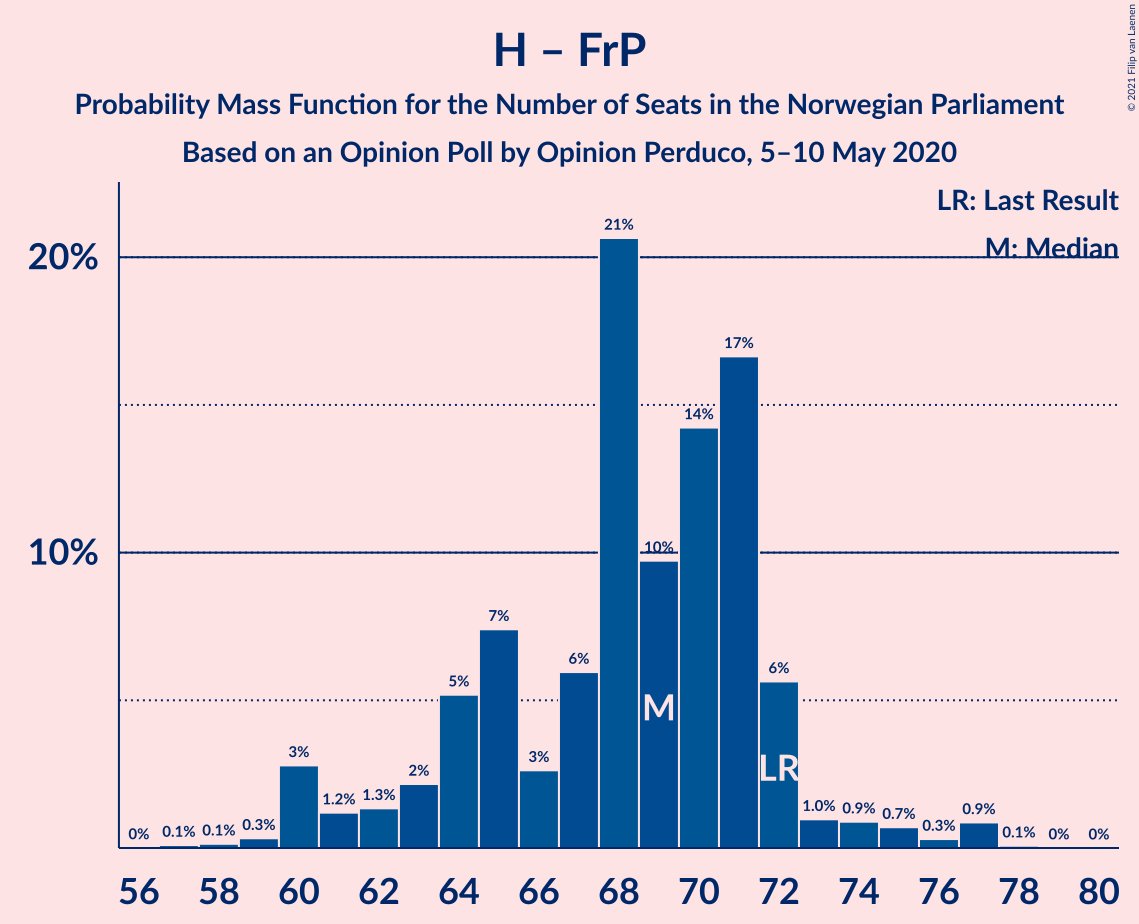 H – FrP
Probability Mass Function for the Number of Seats in the Norwegian Parliament
Based on an Opinion Poll by Opinion Perduco, 5–10 May 2020
© 2021 Filip van Laenen
LR: Last Result
M: Median
20%
10%
0% 0.1% 0.1% 0.3% 3% 1.2% 1.3% 2% 5% 7% 3% 6% 21% 10% 14% 17% 6% 1.0% 0.9% 0.7% 0.3% 0.9% 0.1% 0% 0%
M
LR
56 58 60 62 64 66 68 70 72 74 76 78 80